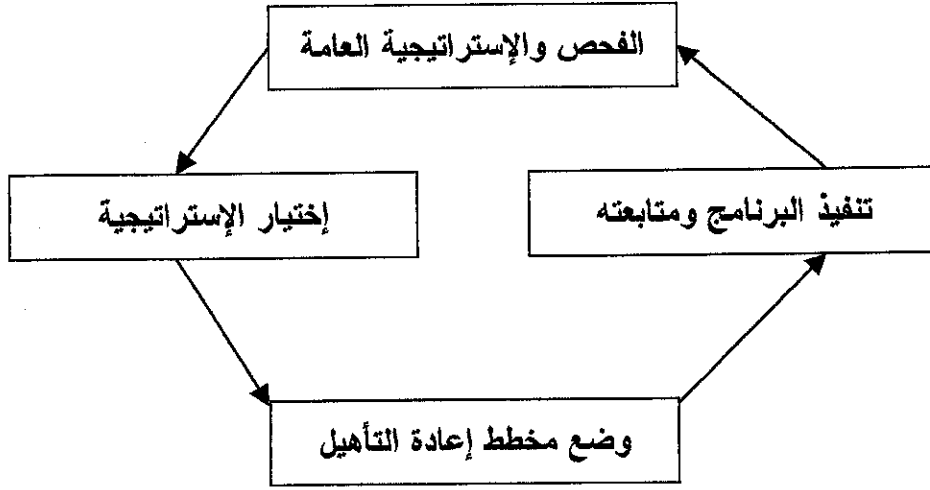 الفحص والإستراتيجية العامة
إختيار الإستراتيجية
تنفيذ البرنامج ومتابعته
وضع مخطط إعادة التأهيل